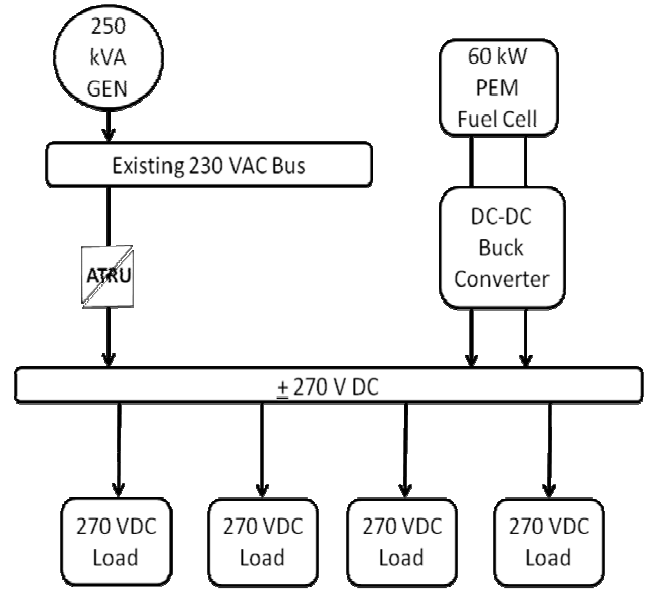 250
kVA
GEN
60 kW
PEM
Fuel Cell
Existing 230 VAC Bus
DC-DC
Buck
Converter
ATRU
± 270 V DC
270 VDC
Load
270 VDC
Load
270 VDC
Load
270 VDC
Load